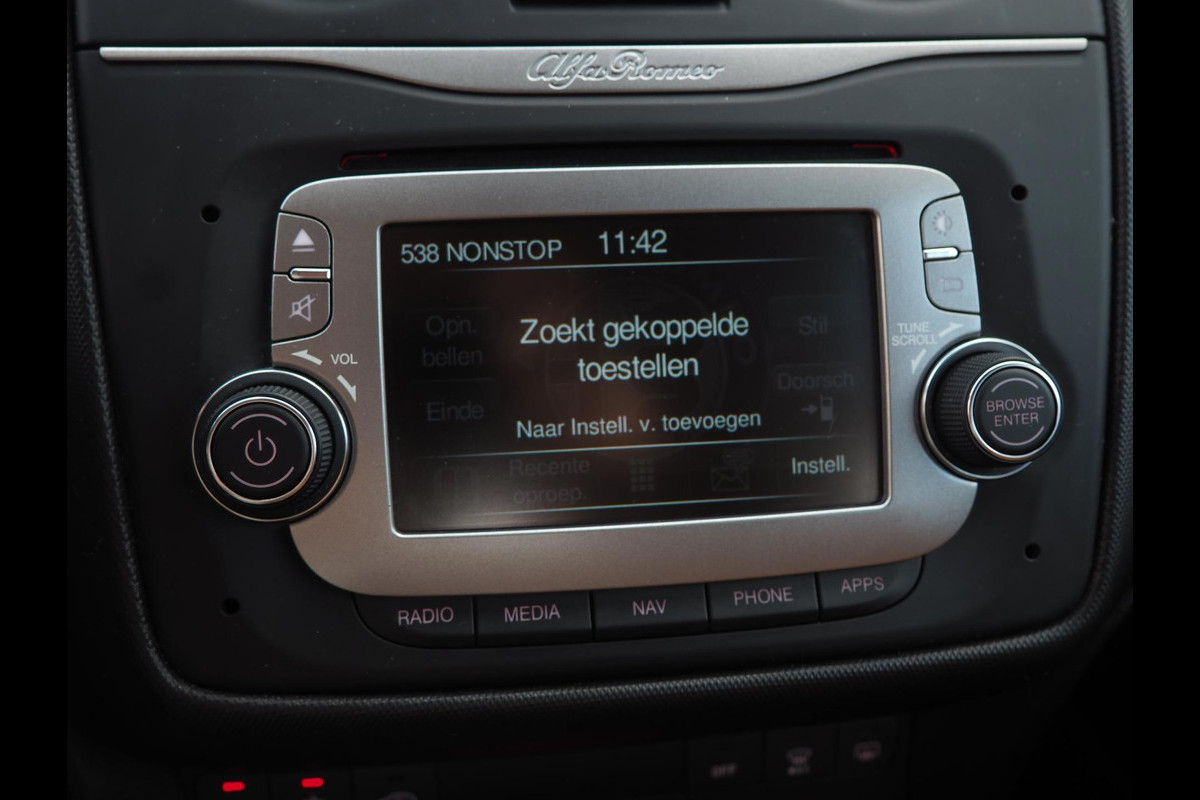 Alfa Romeo
538 NONSTOP 11:42
Opn. bellen
Zoekt gekoppelde
toestellen
Stil
Doorsch
Einde
Naar Instell. v. toevoegen
Recente
oproep.
Instell.
VOL
TUNE
SCROLL
BROWSE
ENTER
RADIO MEDIA NAV PHONE APPS
OFF